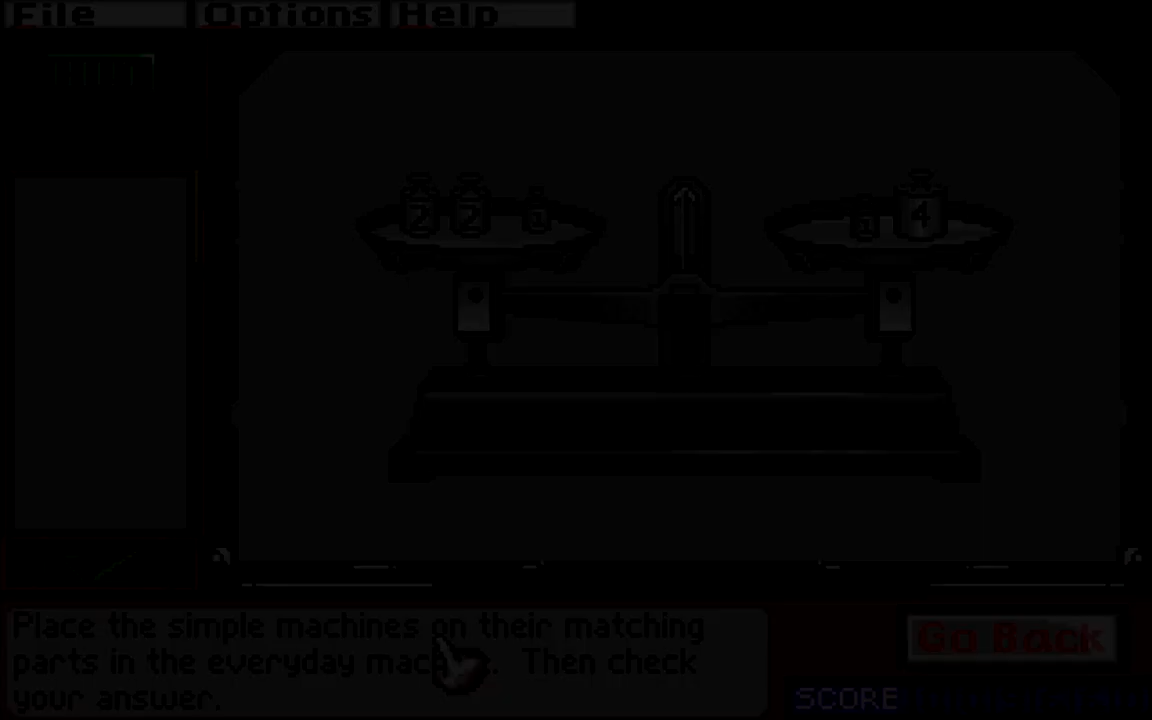 File Options Help
2 2 1 1 4
Place the simple machines on their matching
parts in the everyday . Then check
your answer.
Go Back
SCORE